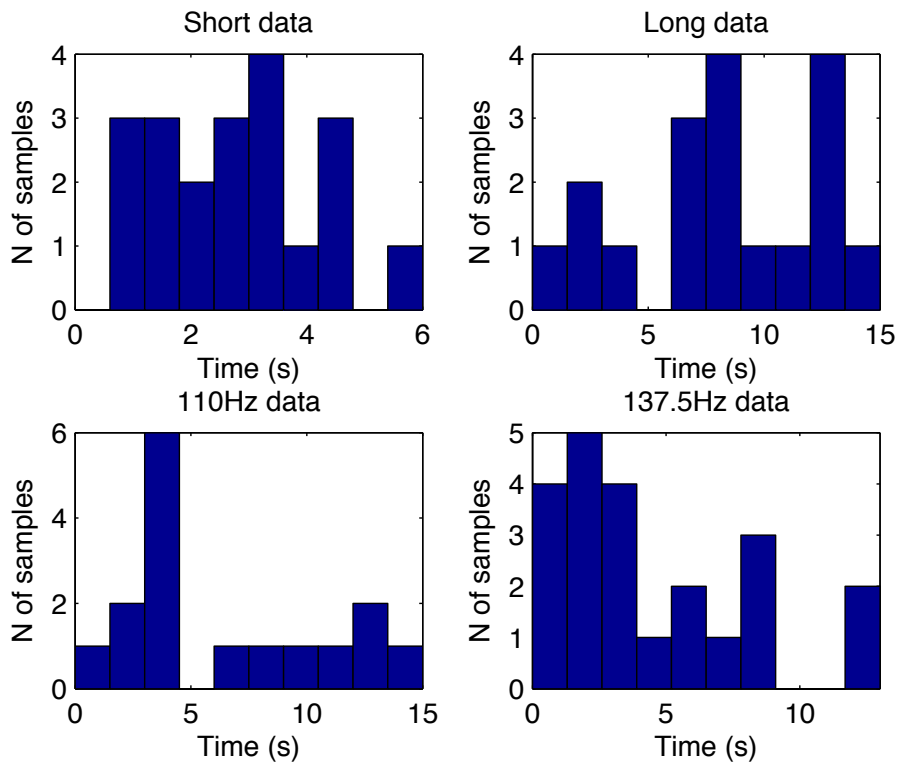 Short data
4
3
2
1
0
N of samples
0 2 4 6
Time (s)
Long data
4
3
2
1
0
N of samples
0 5 10 15
Time (s)
110Hz data
6
4
2
0
N of samples
0 5 10 15
Time (s)
137.5Hz data
5
4
3
2
1
0
N of samples
0 5 10
Time (s)